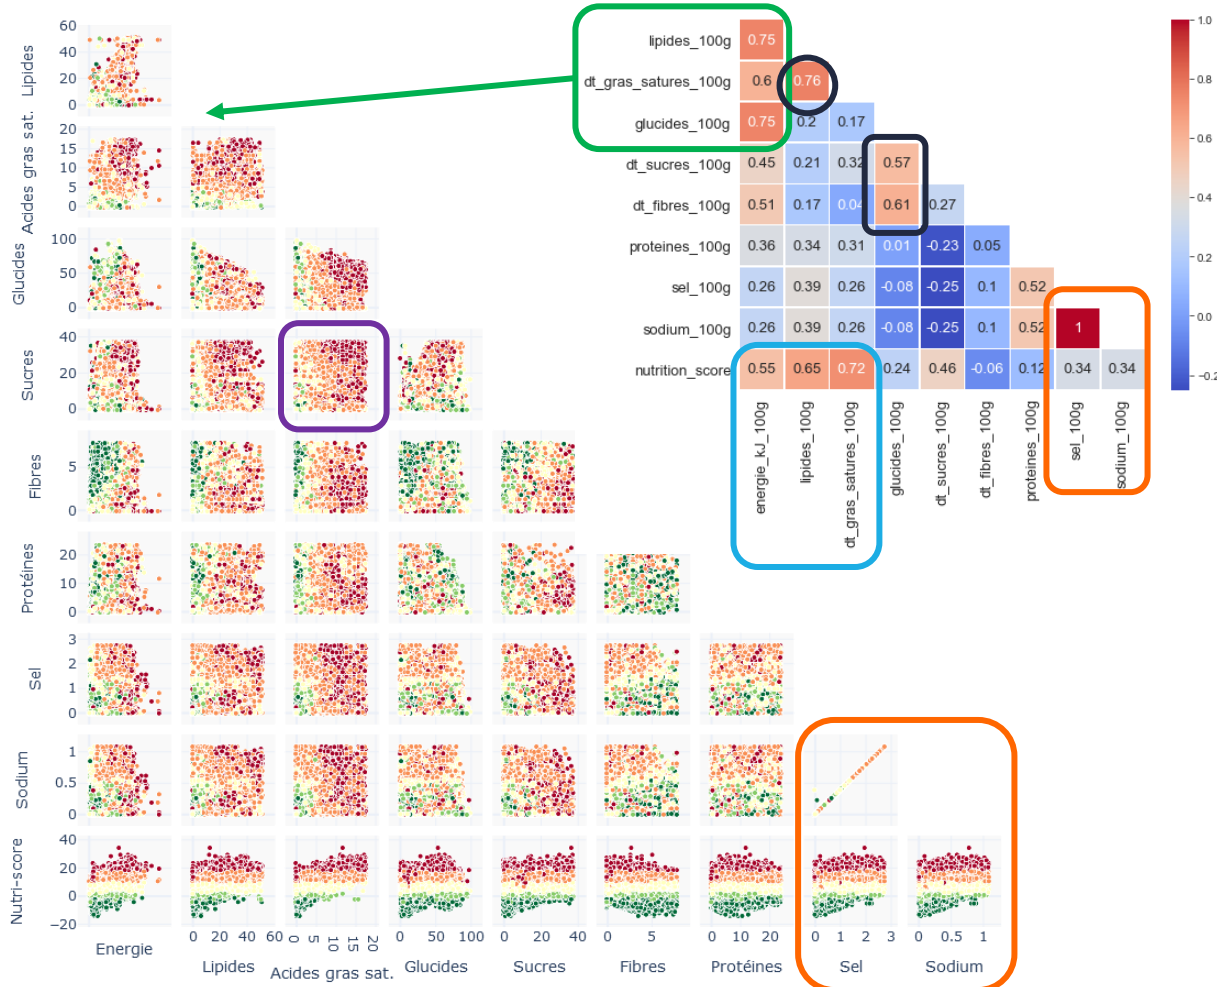 lipides_100g 0.75
dt_gras_satures_100g 0.6 0.76
glucides_100g 0.75 0.2 0.17
dt_sucres_100g 0.45 0.21 0.32 0.57
dt_fibres_100g 0.51 0.17 0.04 0.61 0.27
proteines_100g 0.36 0.34 0.31 0.01 -0.23 0.05
sel_100g 0.26 0.39 0.26 -0.08 -0.25 0.1 0.52
sodium_100g 0.26 0.39 0.26 -0.08 -0.25 0.1 0.52 1
nutrition_score 0.55 0.65 0.72 0.24 0.46 -0.06 0.12 0.34 0.34
energie_kJ_100g
lipides_100g
dt_gras_satures_100g
glucides_100g
dt_sucres_100g
dt_fibres_100g
proteines_100g
sel_100g
sodium_100g
1.0
0.8
0.6
0.4
0.2
0.0
-0.2
Lipides
60
40
20
0
Acides gras sat.
20
15
10
5
0
Glucides
100
50
0
Sucres
40
20
0
Fibres
5
0
Protéines
20
10
0
Sel
3
2
1
0
Sodium
1
0.5
0
Nutri-score
40
20
0
−20
0 20 40 60
0 5 10 15 20
0 50 100
0 20 40
0 5
0 10 20
0 1 2 3
0 0.5 1
Energie
Lipides
Acides gras sat.
Glucides
Sucres
Fibres
Protéines
Sel
Sodium